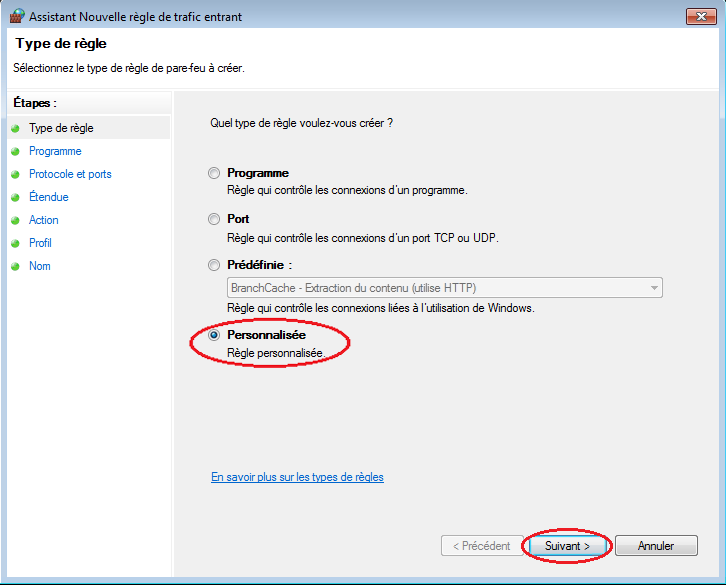 Assistant Nouvelle règle de trafic entrant
Type de règle
Sélectionnez le type de règle de pare-feu à créer.
Étapes :
Type de règle
Programme
Protocole et ports
Étendue
Action
Profil
Nom
Quel type de règle voulez-vous créer ?
Programme
Règle qui contrôle les connexions d'un programme.
Port
Règle qui contrôle les connexions d'un port TCP ou UDP.
Prédéfinie :
BranchCache - Extraction du contenu (utilise HTTP)
Règle qui contrôle les connexions liées à l'utilisation de Windows.
Personnalisée
Règle personnalisée.
En savoir plus sur les types de règles
< Précédent Suivant > Annuler